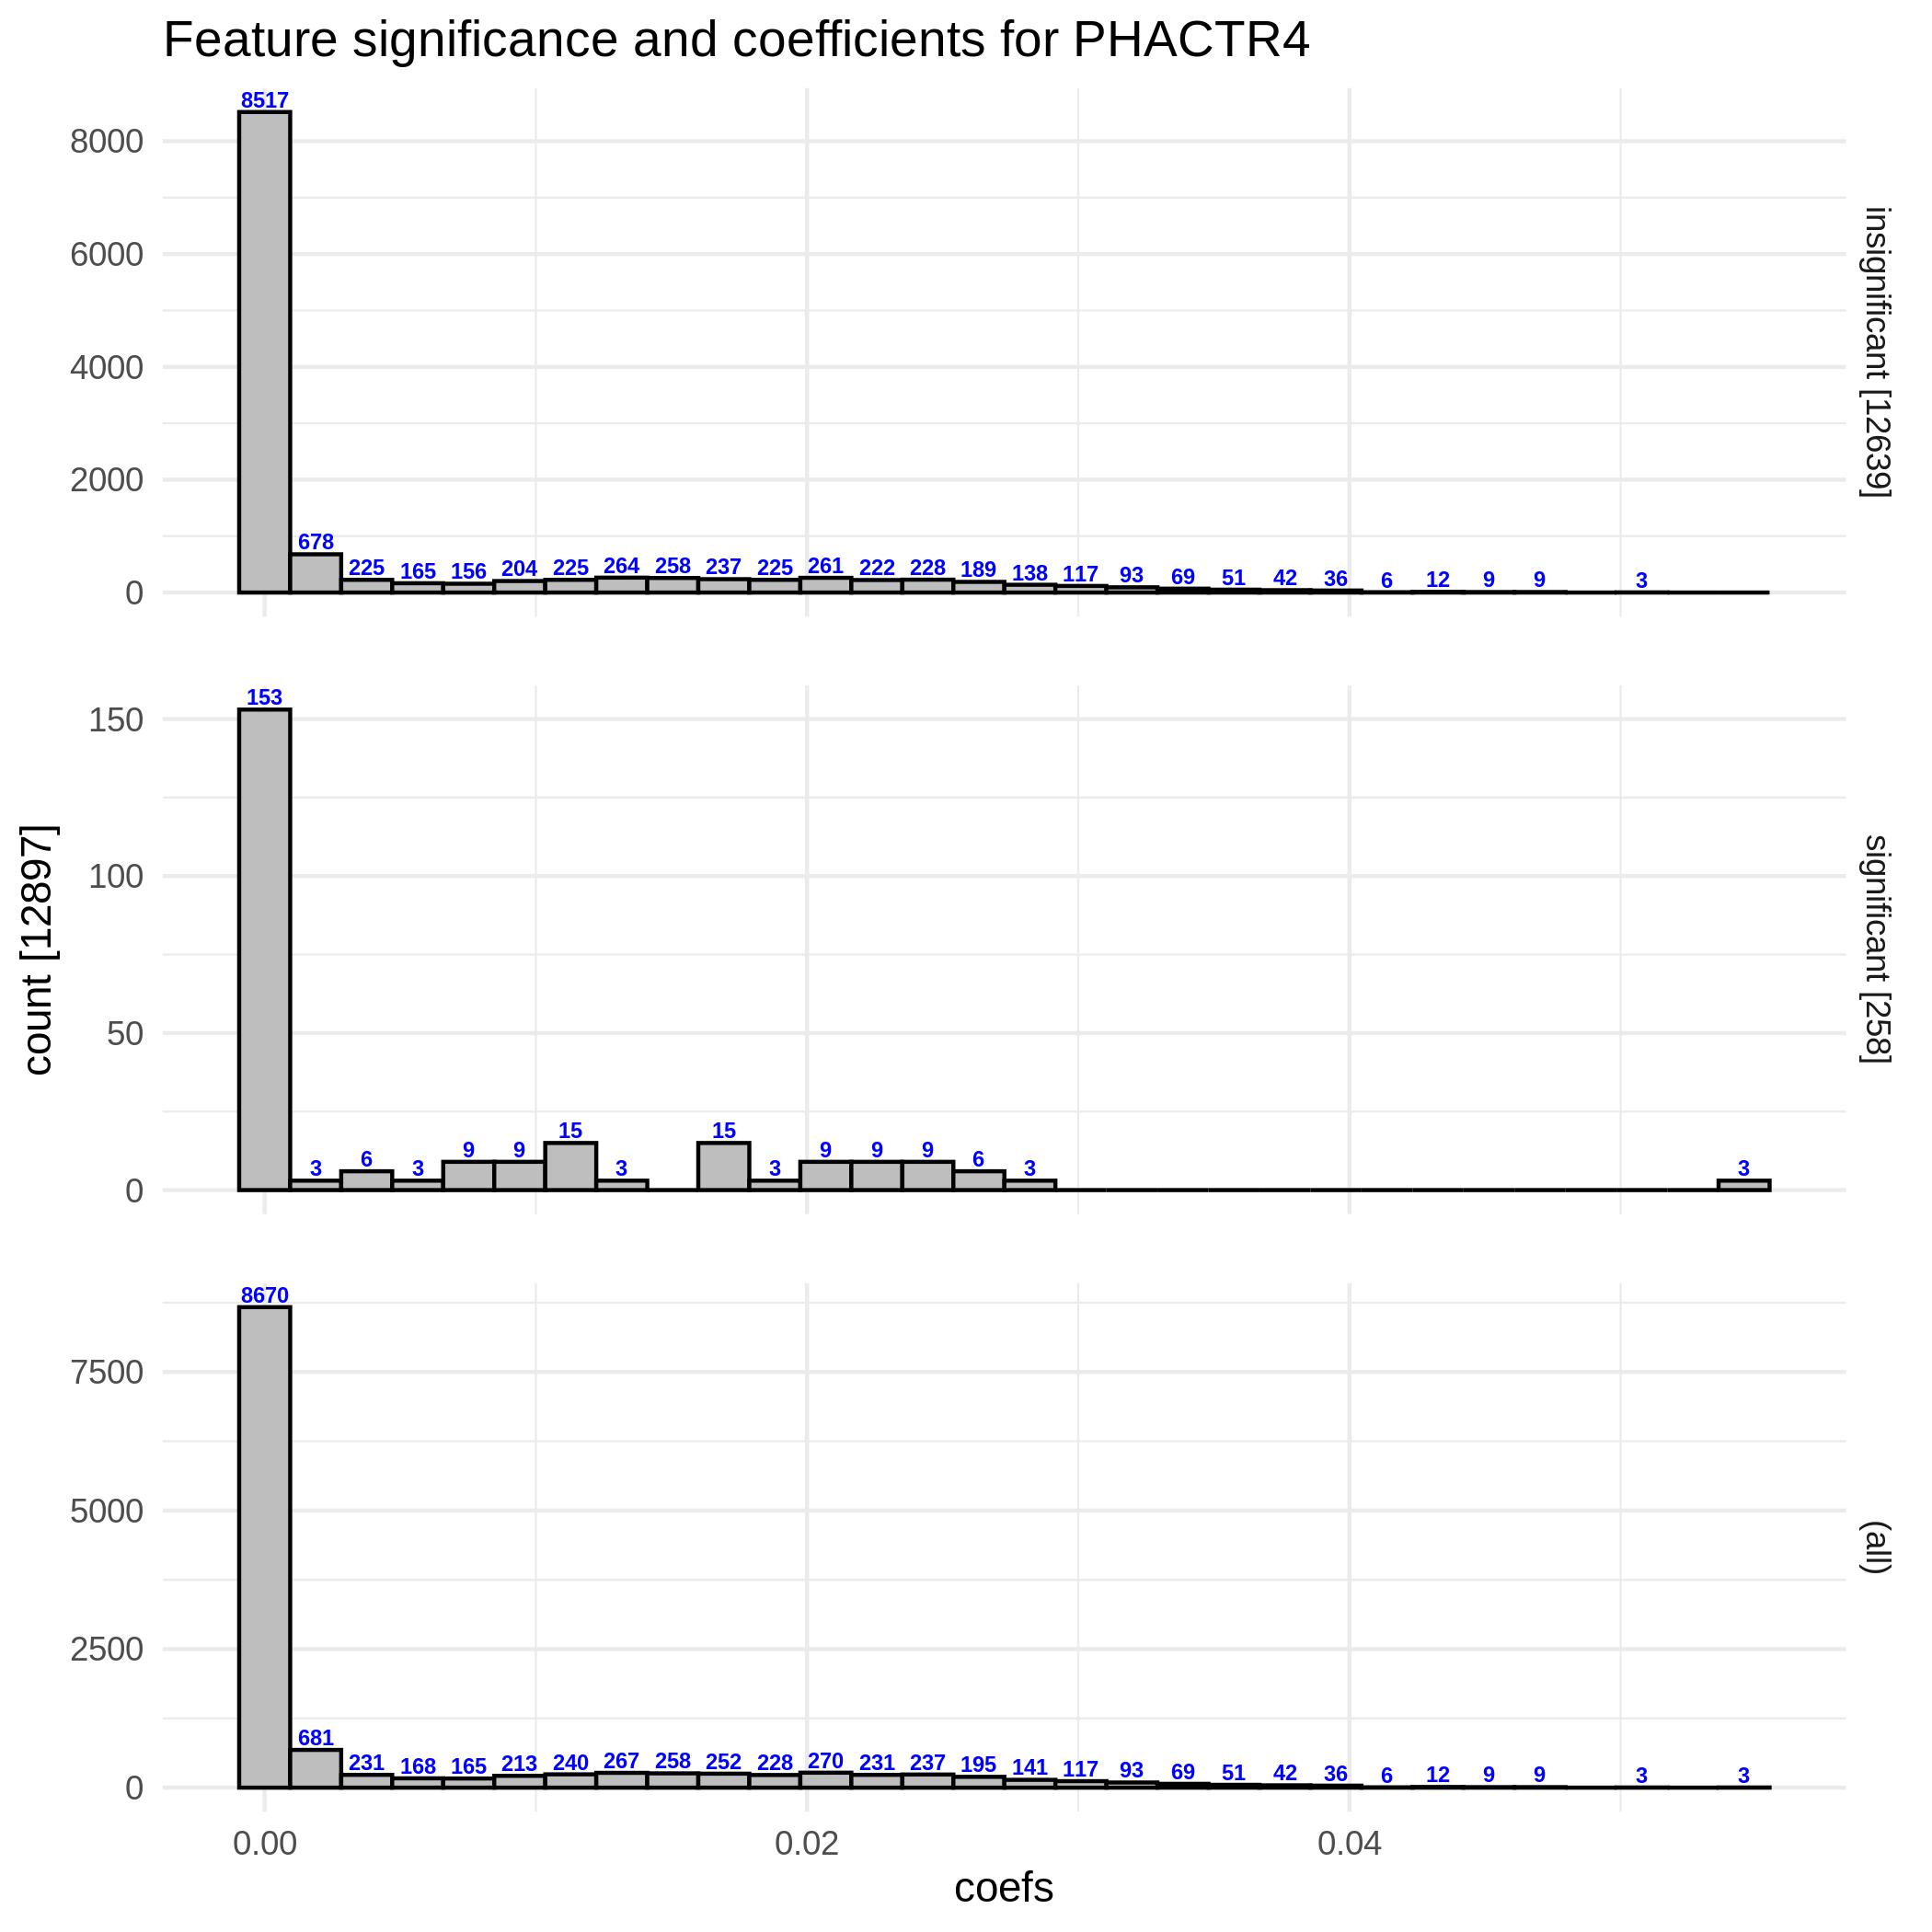 Feature significance and coefficients for PHACTR4
count [12897]
8000
6000
4000
2000
0
8517
678 225 165 156 204 225 264 258 237 225 261 222 228 189 138 117 93 69 51 42 36 6 12 9 9 3
insignificant [12639]
150
100
50
0
153
3 6 3 9 9 15 3 15 3 9 9 9 6 3 3
significant [258]
7500
5000
2500
0
8670
681 231 168 165 213 240 267 258 252 228 270 231 237 195 141 117 93 69 51 42 36 6 12 9 9 3 3
(all)
0.00 0.02 0.04
coefs